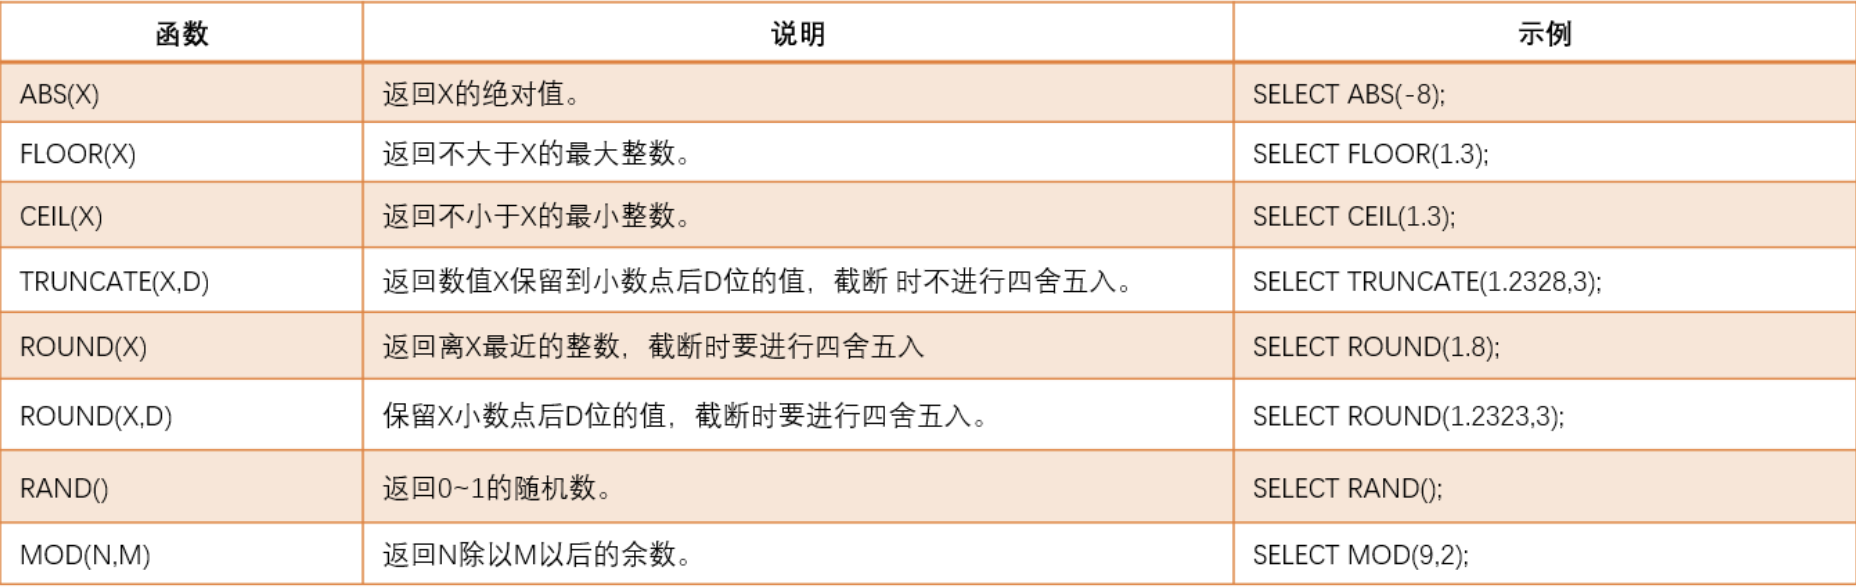 函数 说明 示例
ABS(X) 返回X的绝对值。 SELECT ABS(-8);
FLOOR(X) 返回不大于X的最大整数。 SELECT FLOOR(1.3);
CEIL(X) 返回不小于X的最小整数。 SELECT CEIL(1.3);
TRUNCATE(X,D) 返回数值X保留到小数点后D位的值，截断 时不进行四舍五入。 SELECT TRUNCATE(1.2328,3);
ROUND(X) 返回离X最近的整数，截断时要进行四舍五入 SELECT ROUND(1.8);
ROUND(X,D) 保留X小数点后D位的值，截断时要进行四舍五入。 SELECT ROUND(1.2323,3);
RAND() 返回0~1的随机数。 SELECT RAND();
MOD(N,M) 返回N除以M以后的余数。 SELECT MOD(9,2);